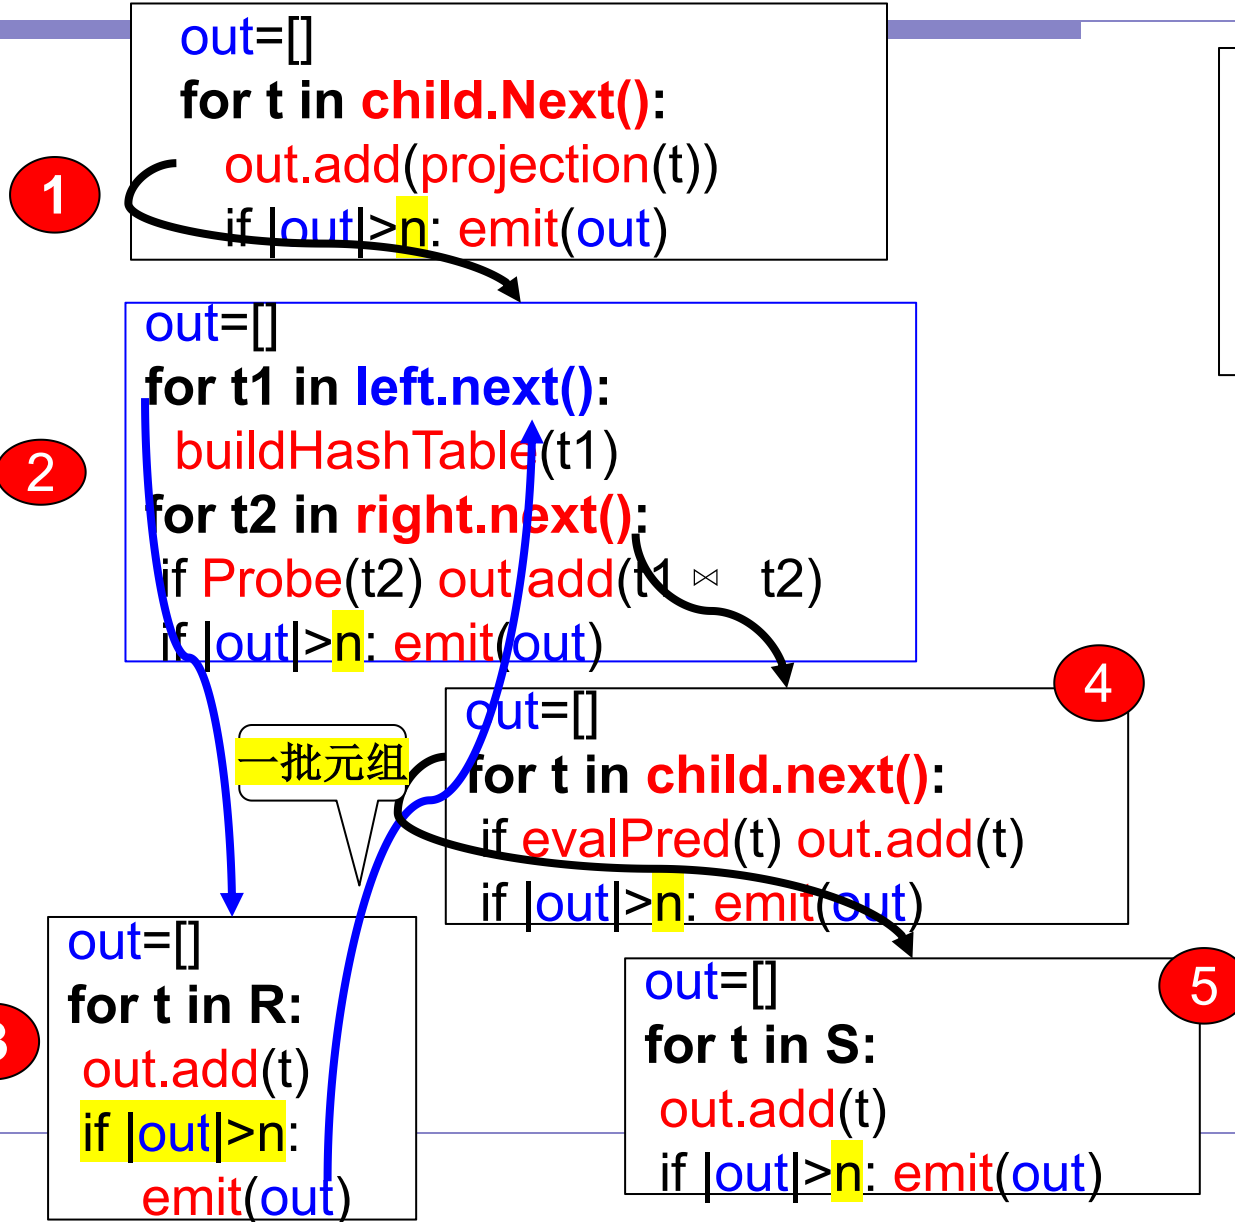 out=[]
for t in child.Next():
out.add(projection(t))
if |out|>n: emit(out)
1
out=[]
for t1 in left.next():
buildHashTable(t1)
for t2 in right.next():
if Probe(t2) out.add(t1 ⋈ t2)
if |out|>n: emit(out)
2
一批元组
4
out=[]
for t in child.next():
if evalPred(t) out.add(t)
if |out|>n: emit(out)
3
out=[]
for t in R:
out.add(t)
if |out|>n:
emit(out)
5
out=[]
for t in S:
out.add(t)
if |out|>n: emit(out)